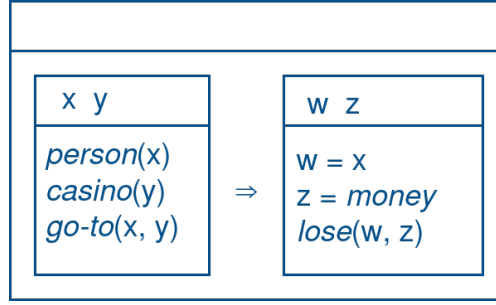 x y
person(x)
casino(y)
go-to(x, y)
⇒
w z
w = x
z = money
lose(w, z)